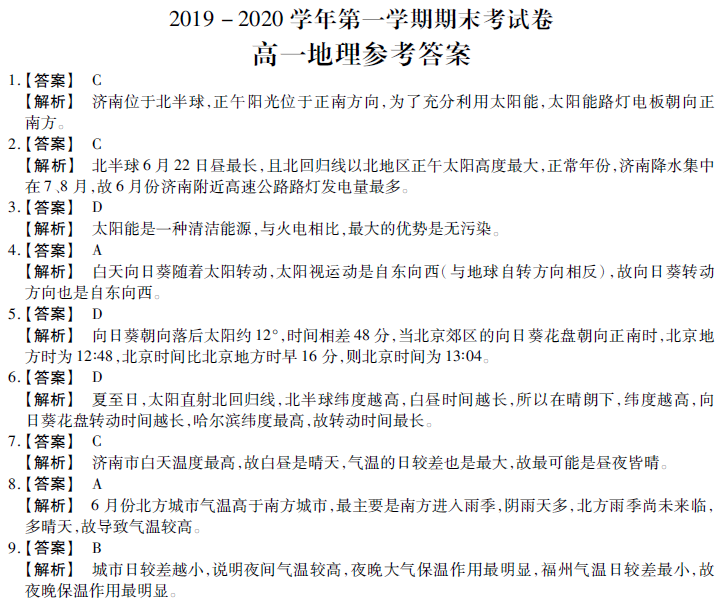 2019-2020学年第一学期期末考试卷
高一地理参考答案
1.【答案】 C
【解析】 济南位于北半球,正午阳光位于正南方向,为了充分利用太阳能,太阳能路灯电板朝向正
南方。
2.【答案】 C
【解析】 北半球6月22日昼最长,且北回归线以北地区正午太阳高度最大,正常年份,济南降水集中
在7、8月,故6月份济南附近高速公路路灯发电量最多。
3.【答案】 D
【解析】 太阳能是一种清洁能源,与火电相比,最大的优势是无污染。
4.【答案】 A
【解析】 白天向日葵随着太阳转动,太阳视运动是自东向西(与地球自转方向相反),故向日葵转动
方向也是自东向西。
5.【答案】 D
【解析】 向日葵朝向落后太阳约12°,时间相差48分,当北京郊区的向日葵花盘朝向正南时,北京地
方时为12:48,北京时间比北京地方时早16分,则北京时间为13:04。
6.【答案】 D
【解析】 夏至日,太阳直射北回归线,北半球纬度越高,白昼时间越长,所以在晴朗下,纬度越高,向
日葵花盘转动时间越长,哈尔滨纬度最高,故转动时间最长。
7.【答案】 C
【解析】 济南市白天温度最高,故白昼是晴天,气温的日较差也是最大,故最可能是昼夜皆晴。
8.【答案】 A
【解析】 6月份北方城市气温高于南方城市,最主要是南方进入雨季,阴雨天多,北方雨季尚未来临,
多晴天,故导致气温较高。
9.【答案】 B
【解析】 城市日较差越小,说明夜间气温较高,夜晚大气保温作用最明显,福州气温日较差最小,故
夜晚保温作用最明显。